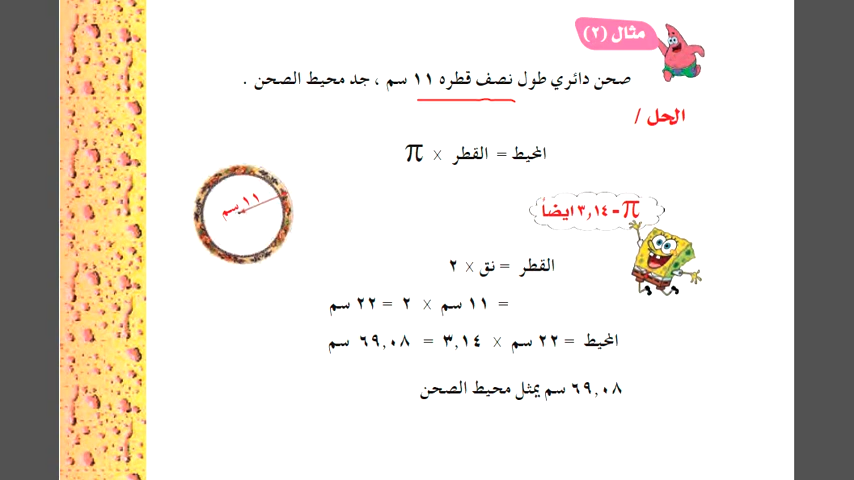 مثال (٢)
صحن دائري طول نصف قطره ١١ سم ، جد محيط الصحن .
الحل /
المحيط = القطر × π
١١ سم
π = ٣,١٤ ايضاً
القطر = نق × ٢
= ١١ سم × ٢ = ٢٢ سم
المحيط = ٢٢ سم × ٣,١٤ = ٦٩,٠٨ سم
٦٩,٠٨ سم يمثل محيط الصحن